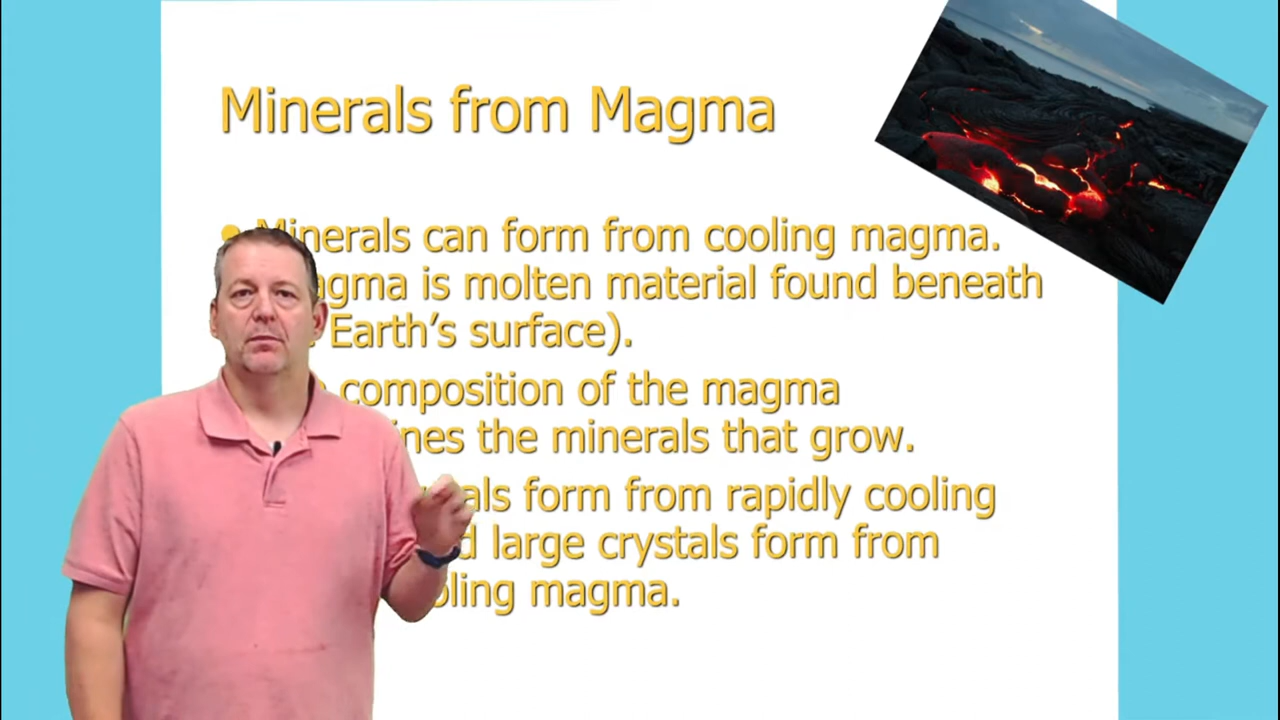 Minerals from Magma
• Minerals can form from cooling magma.
agma is molten material found beneath
Earth's surface).
composition of the magma
ines the minerals that grow.
als form from rapidly cooling
d large crystals form from
oling magma.